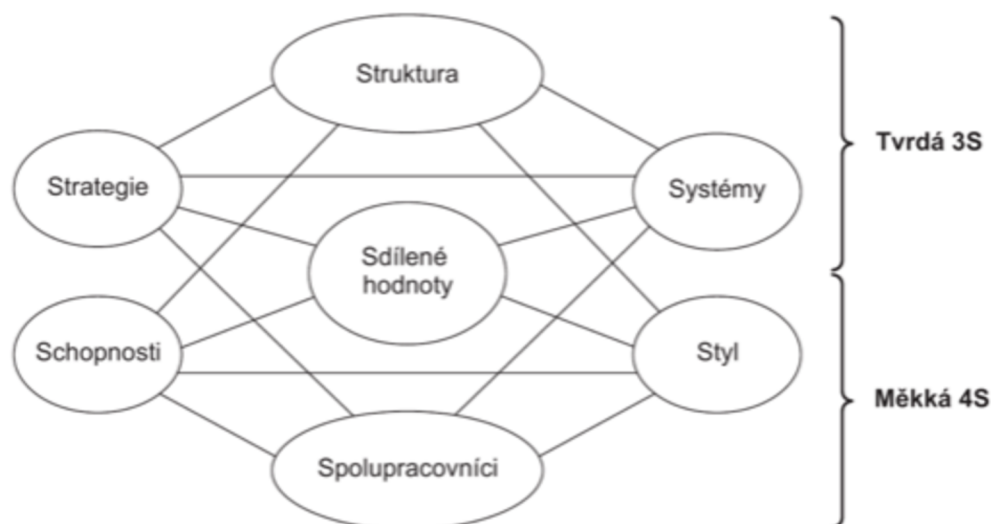 Struktura
Tvrdá 3S
Strategie
Systémy
Sdílené
hodnoty
Schopnosti
Styl
Měkká 4S
Spolupracovníci